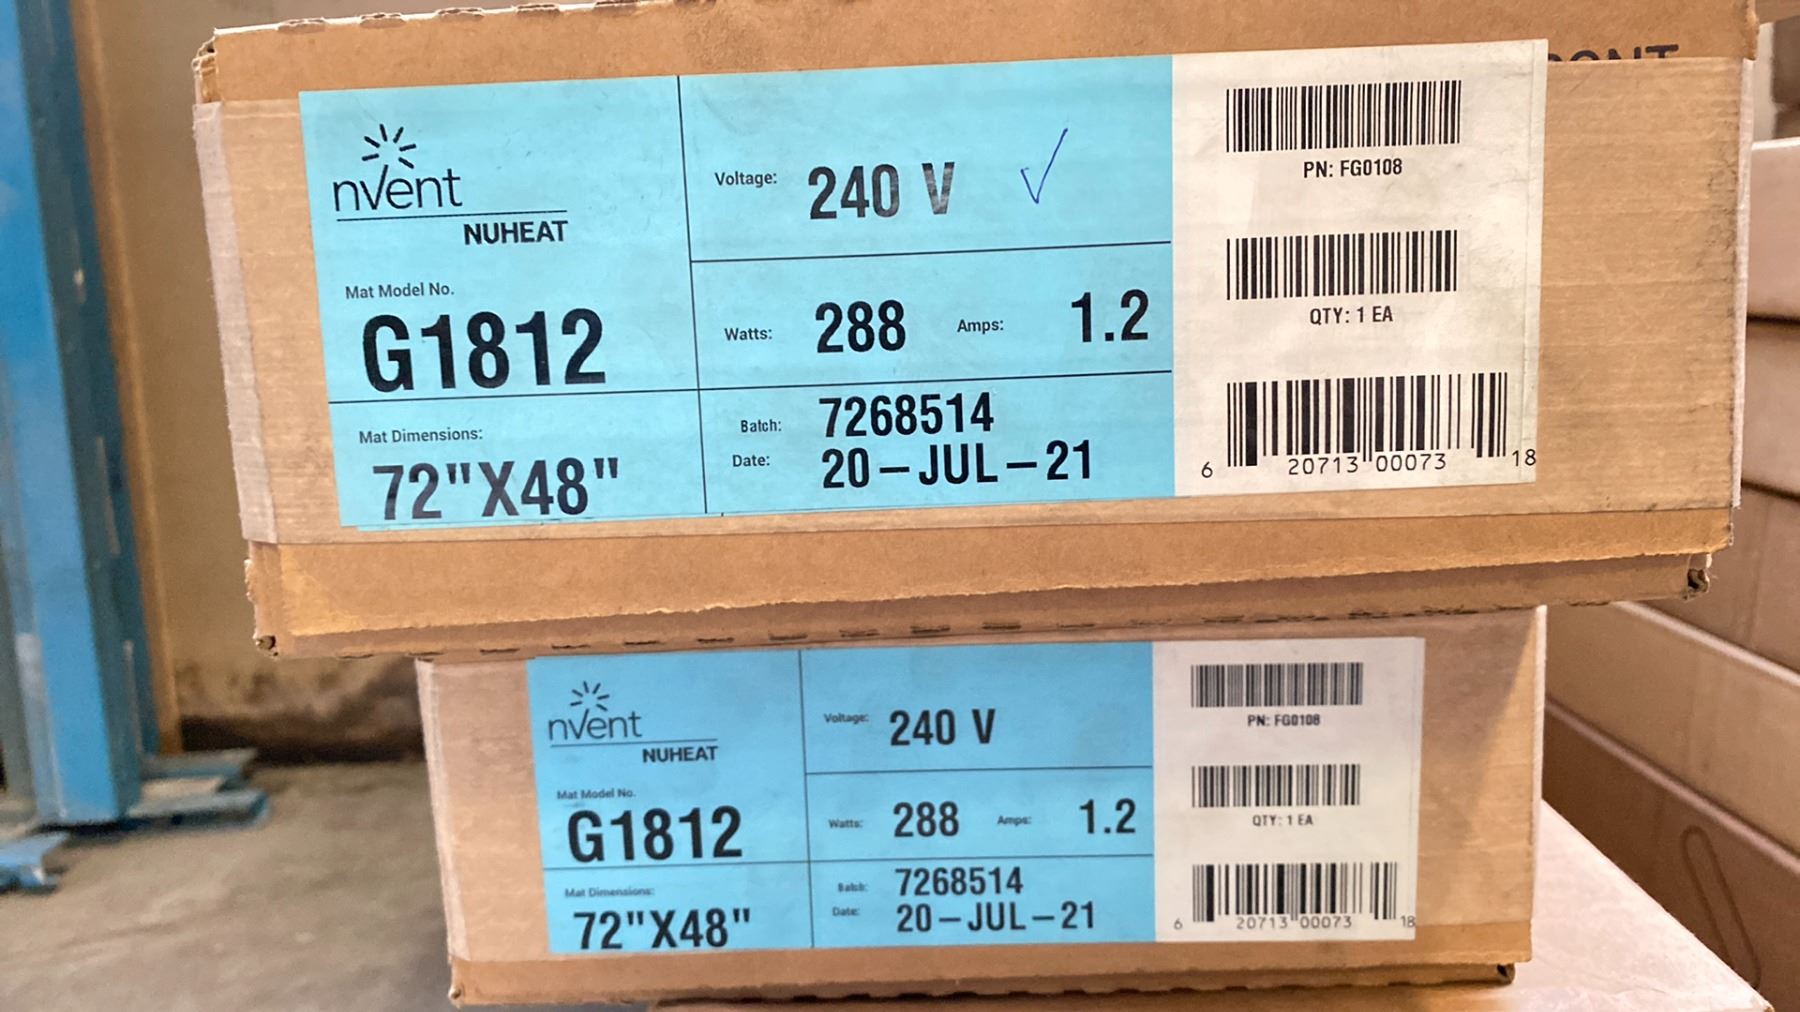 nVent
NUHEAT
Mat Model No.
G1812
Mat Dimensions:
72"X48"
Voltage: 240 V
Watts: 288 Amps: 1.2
Batch: 7268514
Date: 20-JUL-21
PN: FG0108
QTY: 1 EA
6 20713 00073 18
nVent
NUHEAT
Mat Model No.
G1812
Mat Dimensions:
72"X48"
Voltage: 240 V
Watts: 288 Amps: 1.2
Batch: 7268514
Date: 20-JUL-21
PN: FG0108
QTY: 1 EA
6 20713 00073 18